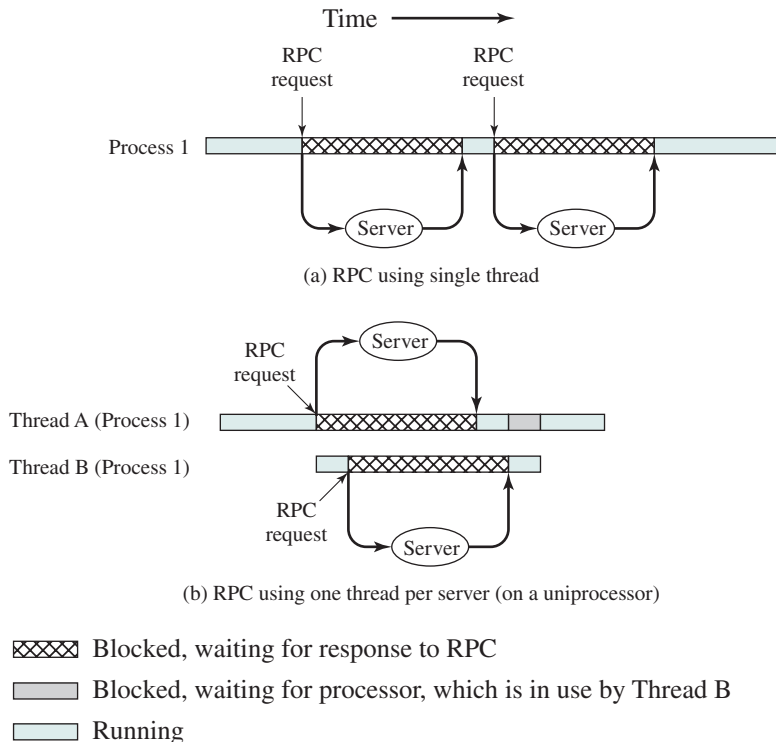 Time
RPC
request
RPC
request
Process 1
Server
Server
(a) RPC using single thread
Server
RPC
request
Thread A (Process 1)
Thread B (Process 1)
RPC
request
Server
(b) RPC using one thread per server (on a uniprocessor)
Blocked, waiting for response to RPC
Blocked, waiting for processor, which is in use by Thread B
Running